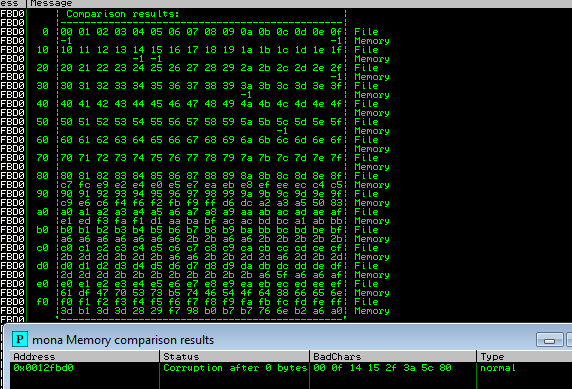 ess Message
FBD0 Comparison results:
FBD0
FBD0 0 00 01 02 03 04 05 06 07 08 09 0a 0b 0c 0d 0e 0f File
FBD0 -1 -1 Memory
FBD0 10 10 11 12 13 14 15 16 17 18 19 1a 1b 1c 1d 1e 1f File
FBD0 -1 -1 Memory
FBD0 20 20 21 22 23 24 25 26 27 28 29 2a 2b 2c 2d 2e 2f File
FBD0 -1 Memory
FBD0 30 30 31 32 33 34 35 36 37 38 39 3a 3b 3c 3d 3e 3f File
FBD0 -1 Memory
FBD0 40 40 41 42 43 44 45 46 47 48 49 4a 4b 4c 4d 4e 4f File
FBD0 Memory
FBD0 50 50 51 52 53 54 55 56 57 58 59 5a 5b 5c 5d 5e 5f File
FBD0 -1 Memory
FBD0 60 60 61 62 63 64 65 66 67 68 69 6a 6b 6c 6d 6e 6f File
FBD0 Memory
FBD0 70 70 71 72 73 74 75 76 77 78 79 7a 7b 7c 7d 7e 7f File
FBD0 Memory
FBD0 80 80 81 82 83 84 85 86 87 88 89 8a 8b 8c 8d 8e 8f File
FBD0 c7 fc e9 e2 e4 e0 e5 e7 ea eb e8 ef ee ec c4 c5 Memory
FBD0 90 90 91 92 93 94 95 96 97 98 99 9a 9b 9c 9d 9e 9f File
FBD0 c9 e6 c6 f4 f6 f2 fb f9 ff d6 dc a2 a3 a5 50 83 Memory
FBD0 a0 a0 a1 a2 a3 a4 a5 a6 a7 a8 a9 aa ab ac ad ae af File
FBD0 e1 ed f3 fa f1 d1 aa ba bf ac ac bd bc a1 ab bb Memory
FBD0 b0 b0 b1 b2 b3 b4 b5 b6 b7 b8 b9 ba bb bc bd be bf File
FBD0 a6 a6 a6 a6 a6 a6 a6 2b 2b a6 a6 2b 2b 2b 2b 2b Memory
FBD0 c0 c0 c1 c2 c3 c4 c5 c6 c7 c8 c9 ca cb cc cd ce cf File
FBD0 2b 2d 2d 2b 2d 2b a6 a6 2b 2b 2d 2d a6 2d 2b 2d Memory
FBD0 d0 d0 d1 d2 d3 d4 d5 d6 d7 d8 d9 da db dc dd de df File
FBD0 2d 2d 2d 2b 2b 2b 2b 2b 2b 2b 2b a6 5f a6 a6 af Memory
FBD0 e0 e0 e1 e2 e3 e4 e5 e6 e7 e8 e9 ea eb ec ed ee ef File
FBD0 61 df 47 70 53 73 b5 74 46 54 4f 64 38 66 65 6e Memory
FBD0 f0 f0 f1 f2 f3 f4 f5 f6 f7 f8 f9 fa fb fc fd fe ff File
FBD0 3d b1 3d 3d 28 29 f7 98 b0 b7 b7 76 6e b2 a6 a0 Memory
FBD0
P mona Memory comparison results
Address Status BadChars Type
0x0012fbd0 Corruption after 0 bytes 00 0f 14 15 2f 3a 5c 80 normal